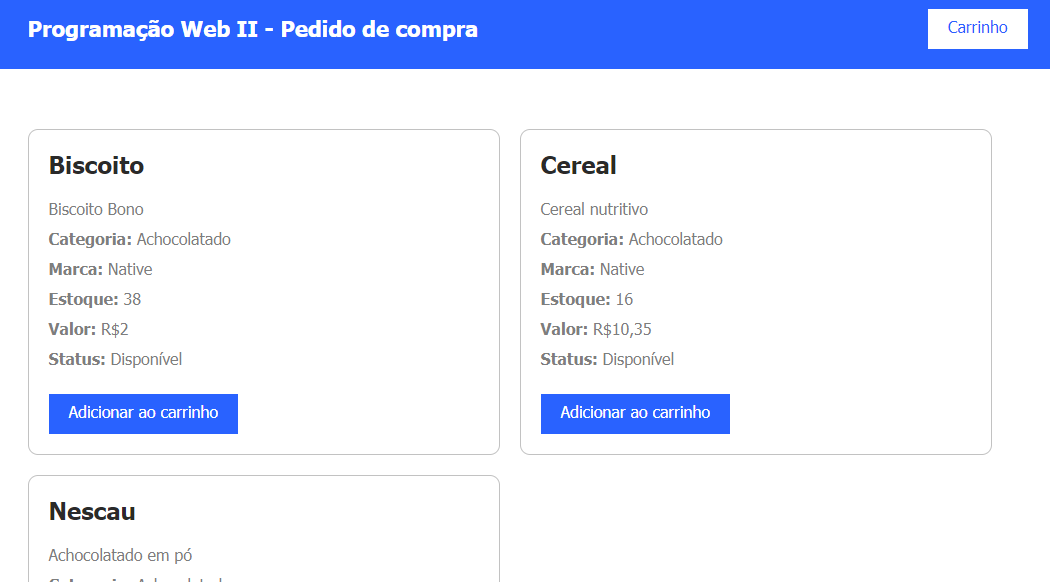 Programação Web II - Pedido de compra
Carrinho
Biscoito
Biscoito Bono
Categoria: Achocolatado
Marca: Native
Estoque: 38
Valor: R$2
Status: Disponível
Adicionar ao carrinho
Cereal
Cereal nutritivo
Categoria: Achocolatado
Marca: Native
Estoque: 16
Valor: R$10,35
Status: Disponível
Adicionar ao carrinho
Nescau
Achocolatado em pó